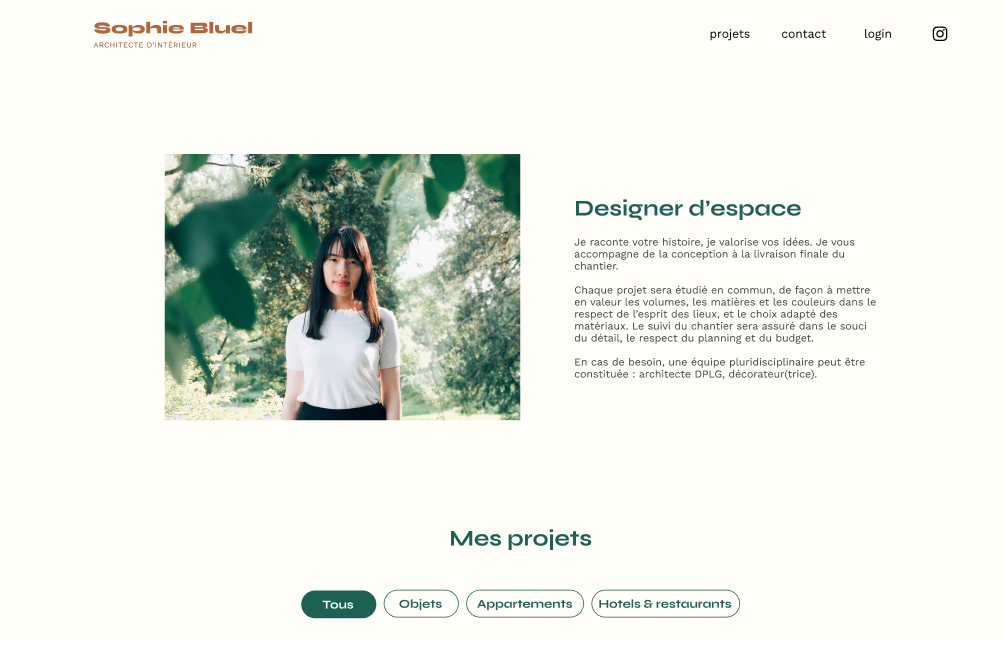 Sophie Bluel
ARCHITECTE D'INTÉRIEUR
projets contact login
Designer d’espace
Je raconte votre histoire, je valorise vos idées. Je vous
accompagne de la conception à la livraison finale du
chantier.
Chaque projet sera étudié en commun, de façon à mettre
en valeur les volumes, les matières et les couleurs dans le
respect de l’esprit des lieux, et le choix adapté des
matériaux. Le suivi du chantier sera assuré dans le souci
du détail, le respect du planning et du budget.
En cas de besoin, une équipe pluridisciplinaire peut être
constituée : architecte DPLG, décorateur(trice).
Mes projets
Tous Objets Appartements Hotels & restaurants